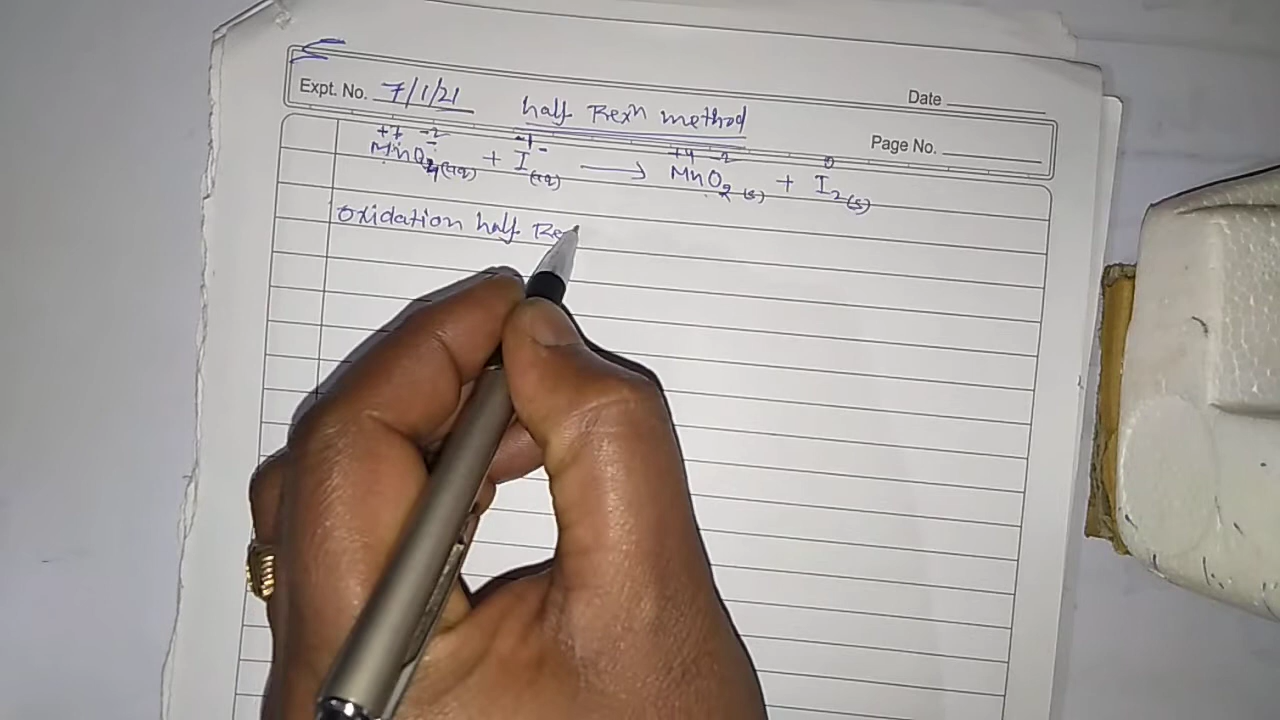 Expt. No. 7/1/21
Date
half Rexn method
Page No.
+7 -2 -1 +4 -2 0
MnO4⁻(aq) + I⁻(aq) → MnO2(s) + I2(s)
Oxidation half Rex